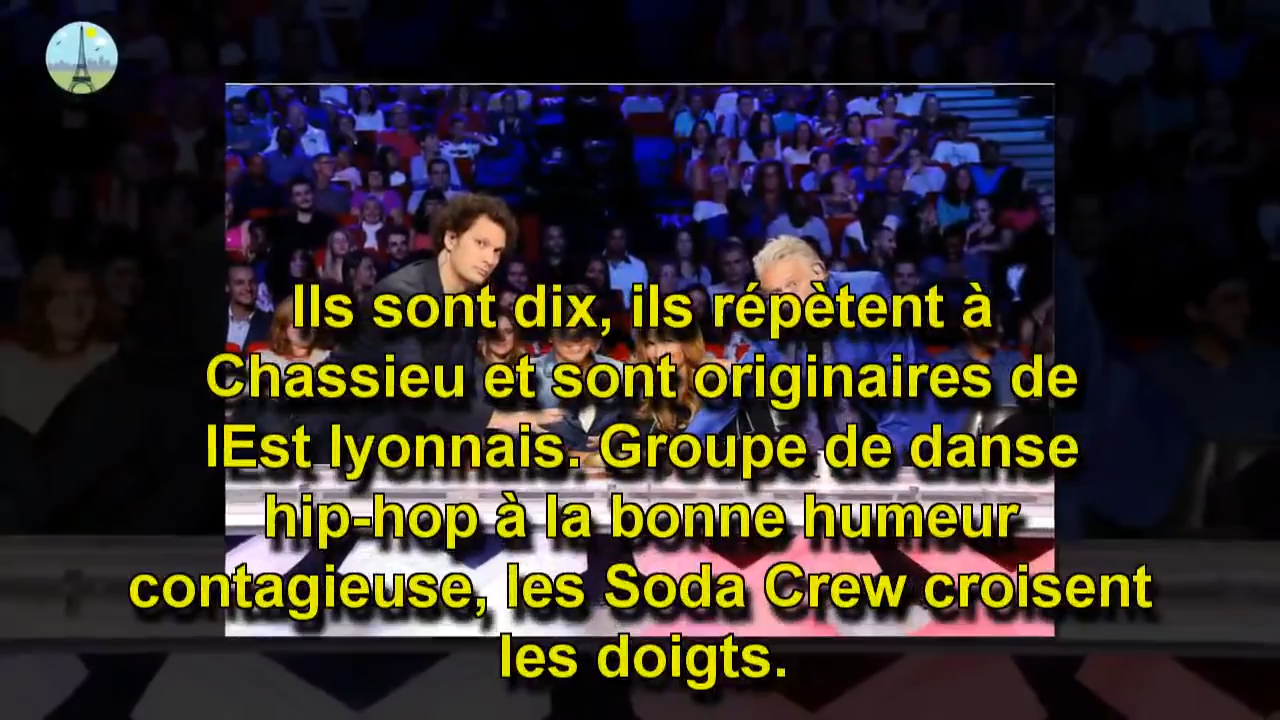 Ils sont dix, ils répètent à
Chassieu et sont originaires de
lEst lyonnais. Groupe de danse
hip-hop à la bonne humeur
contagieuse, les Soda Crew croisent
les doigts.